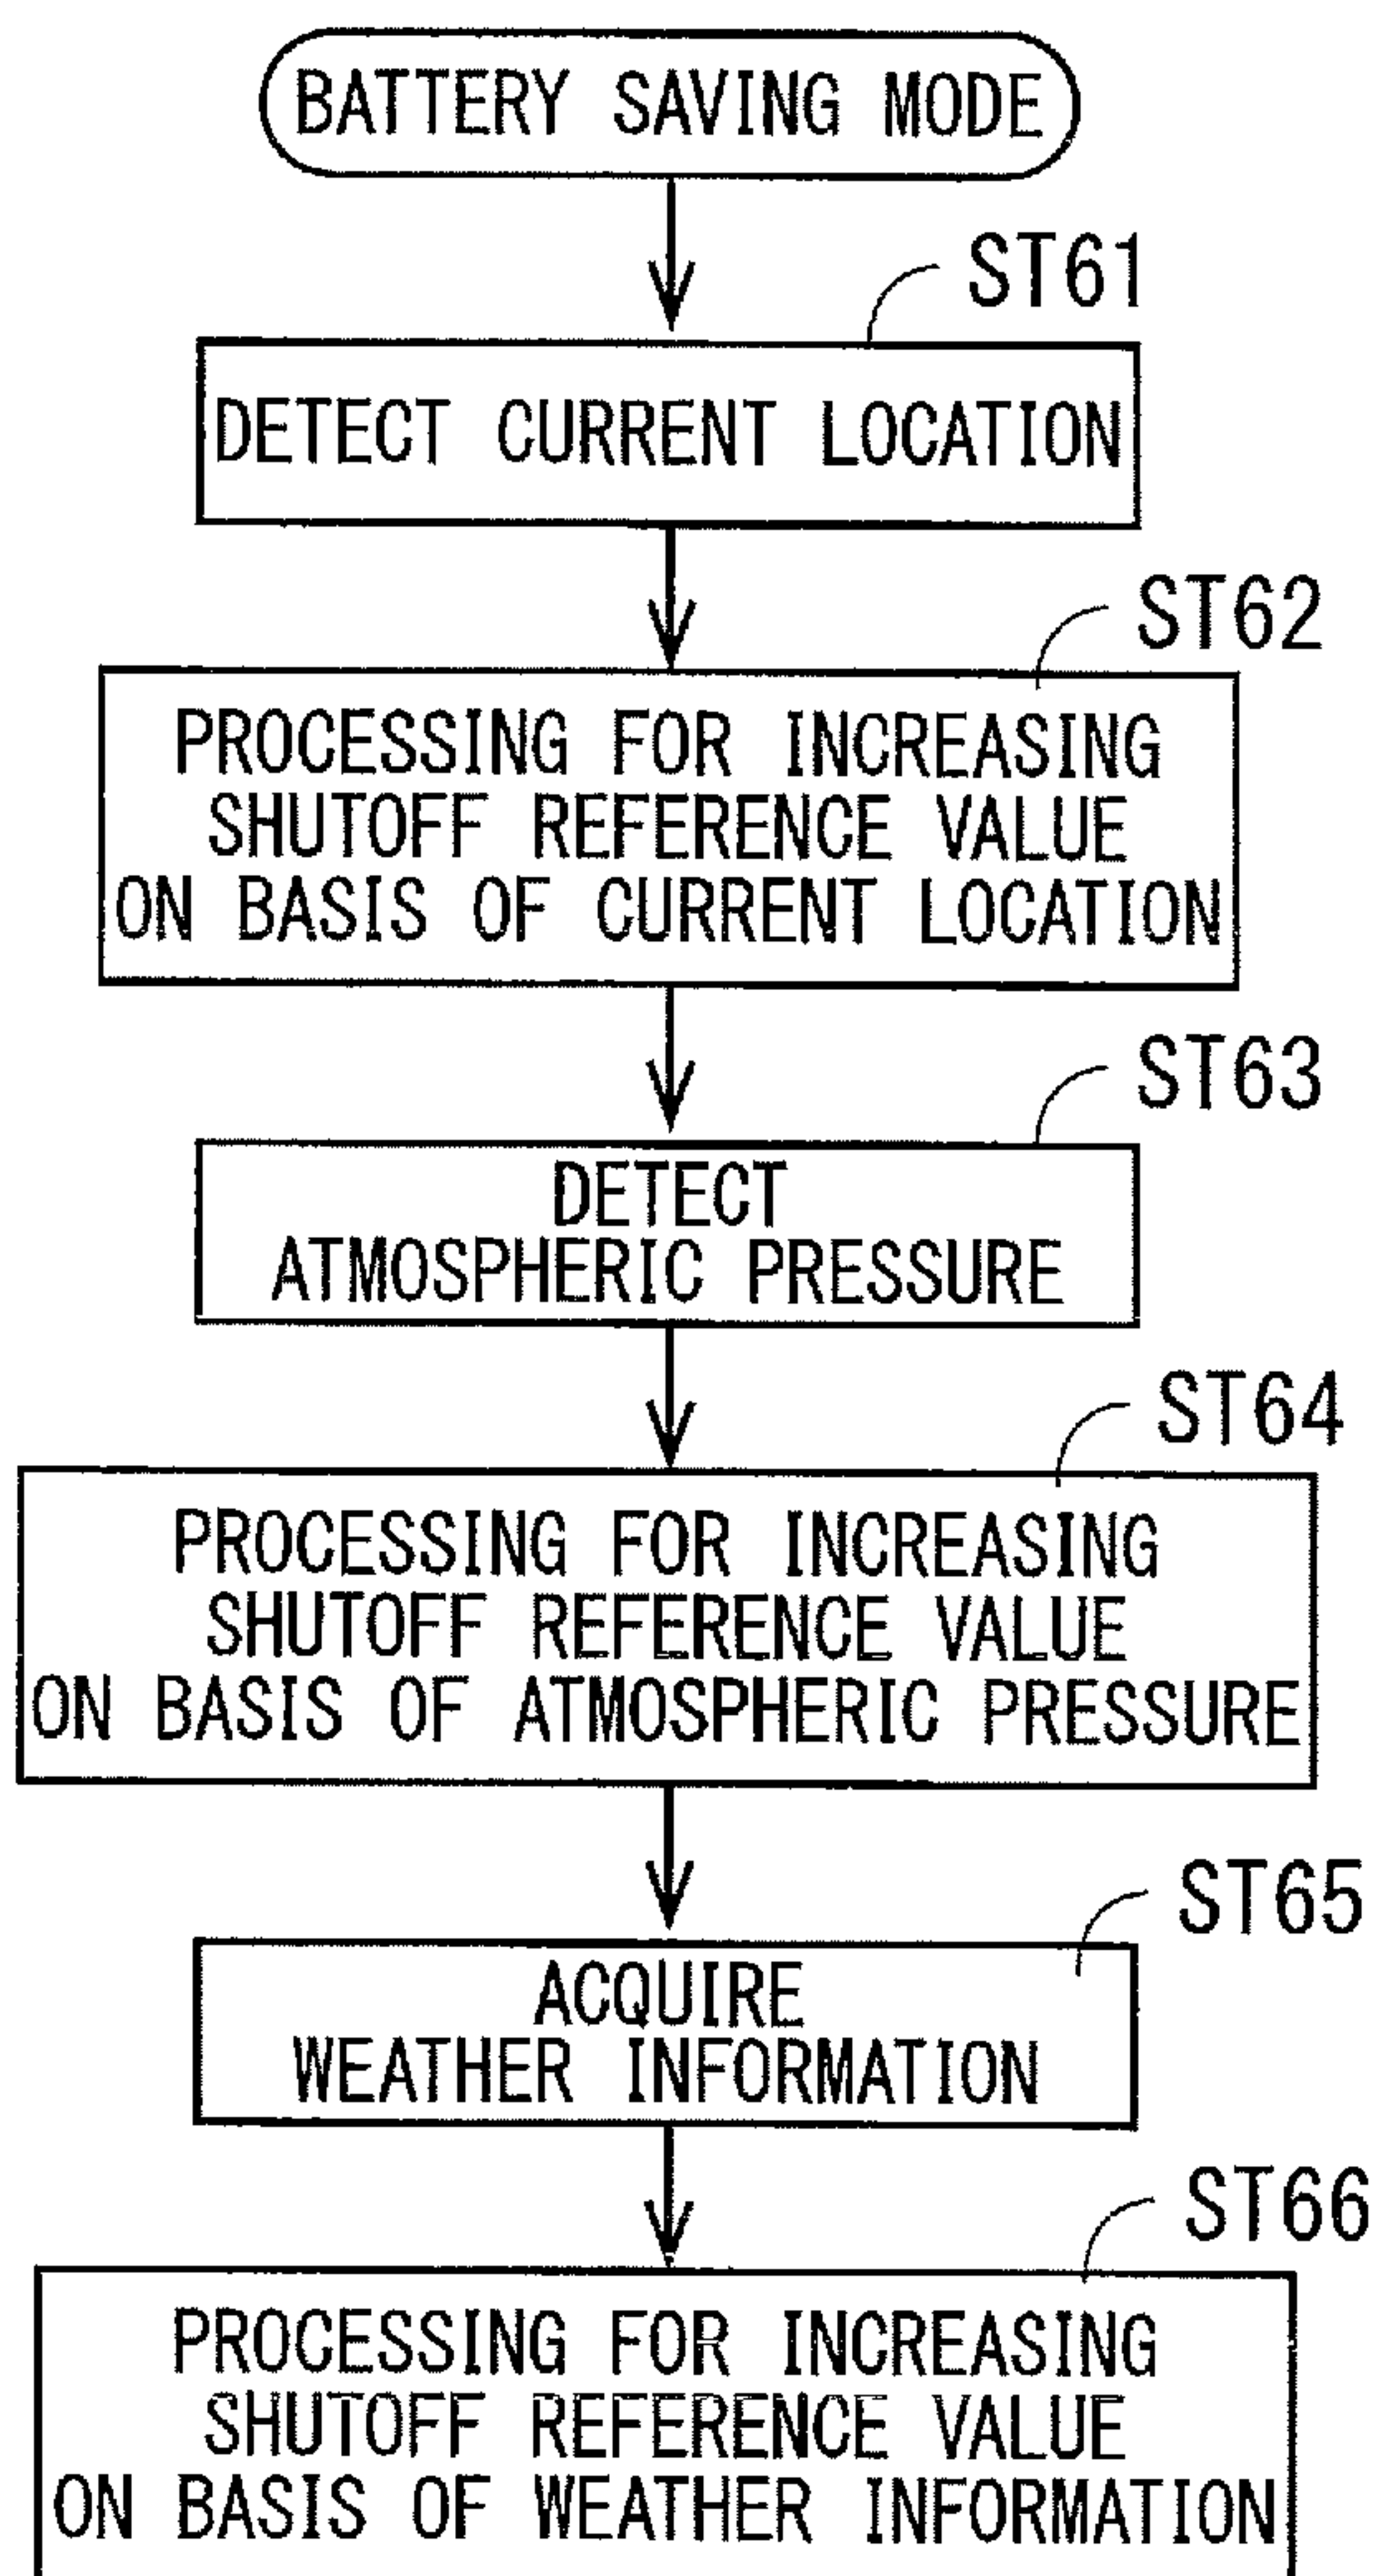 BATTERY SAVING MODE
ST61
DETECT CURRENT LOCATION
ST62
PROCESSING FOR INCREASING
SHUTOFF REFERENCE VALUE
ON BASIS OF CURRENT LOCATION
ST63
DETECT
ATMOSPHERIC PRESSURE
ST64
PROCESSING FOR INCREASING
SHUTOFF REFERENCE VALUE
ON BASIS OF ATMOSPHERIC PRESSURE
ST65
ACQUIRE
WEATHER INFORMATION
ST66
PROCESSING FOR INCREASING
SHUTOFF REFERENCE VALUE
ON BASIS OF WEATHER INFORMATION